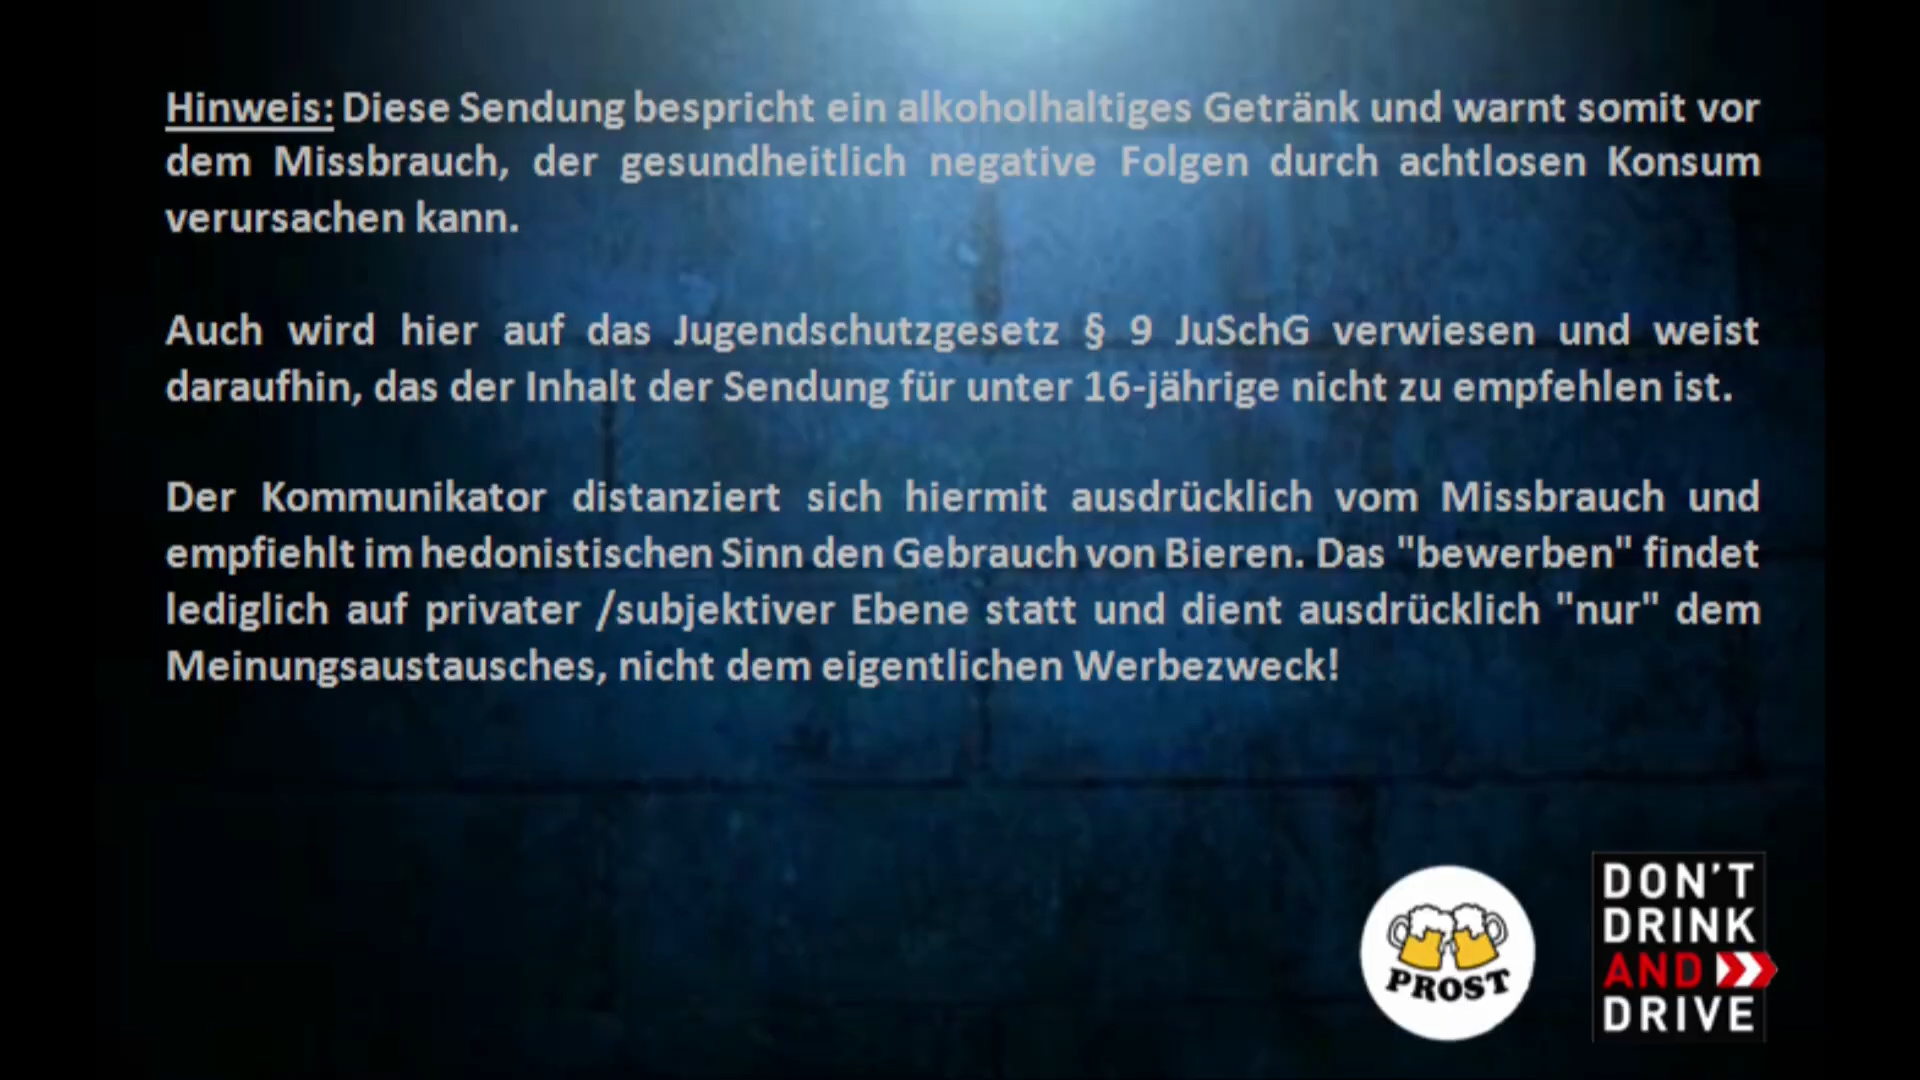 Hinweis: Diese Sendung bespricht ein alkoholhaltiges Getränk und warnt somit vor
dem Missbrauch, der gesundheitlich negative Folgen durch achtlosen Konsum
verursachen kann.
Auch wird hier auf das Jugendschutzgesetz § 9 JuSchG verwiesen und weist
daraufhin, das der Inhalt der Sendung für unter 16-jährige nicht zu empfehlen ist.
Der Kommunikator distanziert sich hiermit ausdrücklich vom Missbrauch und
empfiehlt im hedonistischen Sinn den Gebrauch von Bieren. Das "bewerben" findet
lediglich auf privater /subjektiver Ebene statt und dient ausdrücklich "nur" dem
Meinungsaustausches, nicht dem eigentlichen Werbezweck!
PROST
DON'T
DRINK
AND
DRIVE